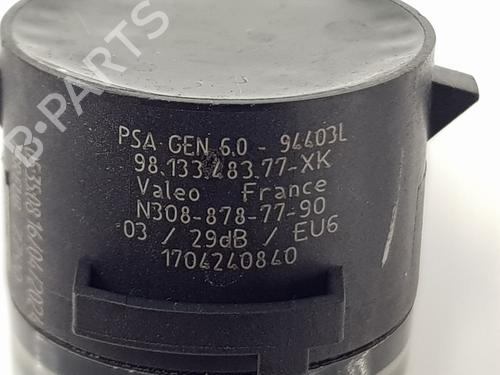 PSA GEN 6.0 - 94403L
98.133.283.77-XK
Valeo France
N308-878-77-90
03 / 29dB / EU6
1704240840
B-PARTS